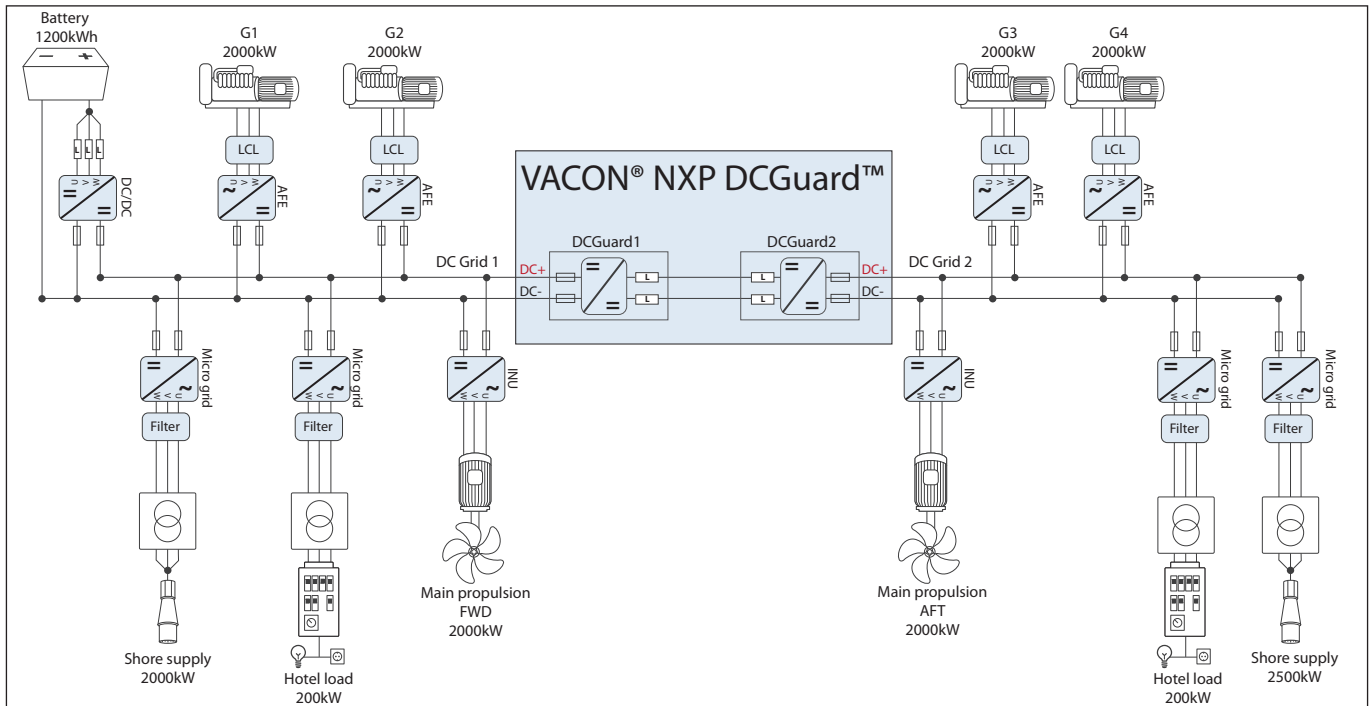 Battery
1200kWh
G1
2000kW
G2
2000kW
G3
2000kW
G4
2000kW
L L L
LCL
LCL
LCL
LCL
U V W
DC/DC
U V W
AFE
U V W
AFE
U V W
AFE
U V W
AFE
VACON® NXP DCGuard™
DCGuard1
DCGuard2
DC Grid 1
DC+
L
L
DC+
DC Grid 2
DC-
L
L
DC-
W V U
Micro grid
W V U
Micro grid
W V U
INU
W V U
INU
W V U
Micro grid
W V U
Micro grid
Filter
Filter
Filter
Filter
Main propulsion
FWD
2000kW
Main propulsion
AFT
2000kW
Shore supply
2000kW
Hotel load
200kW
Hotel load
200kW
Shore supply
2500kW